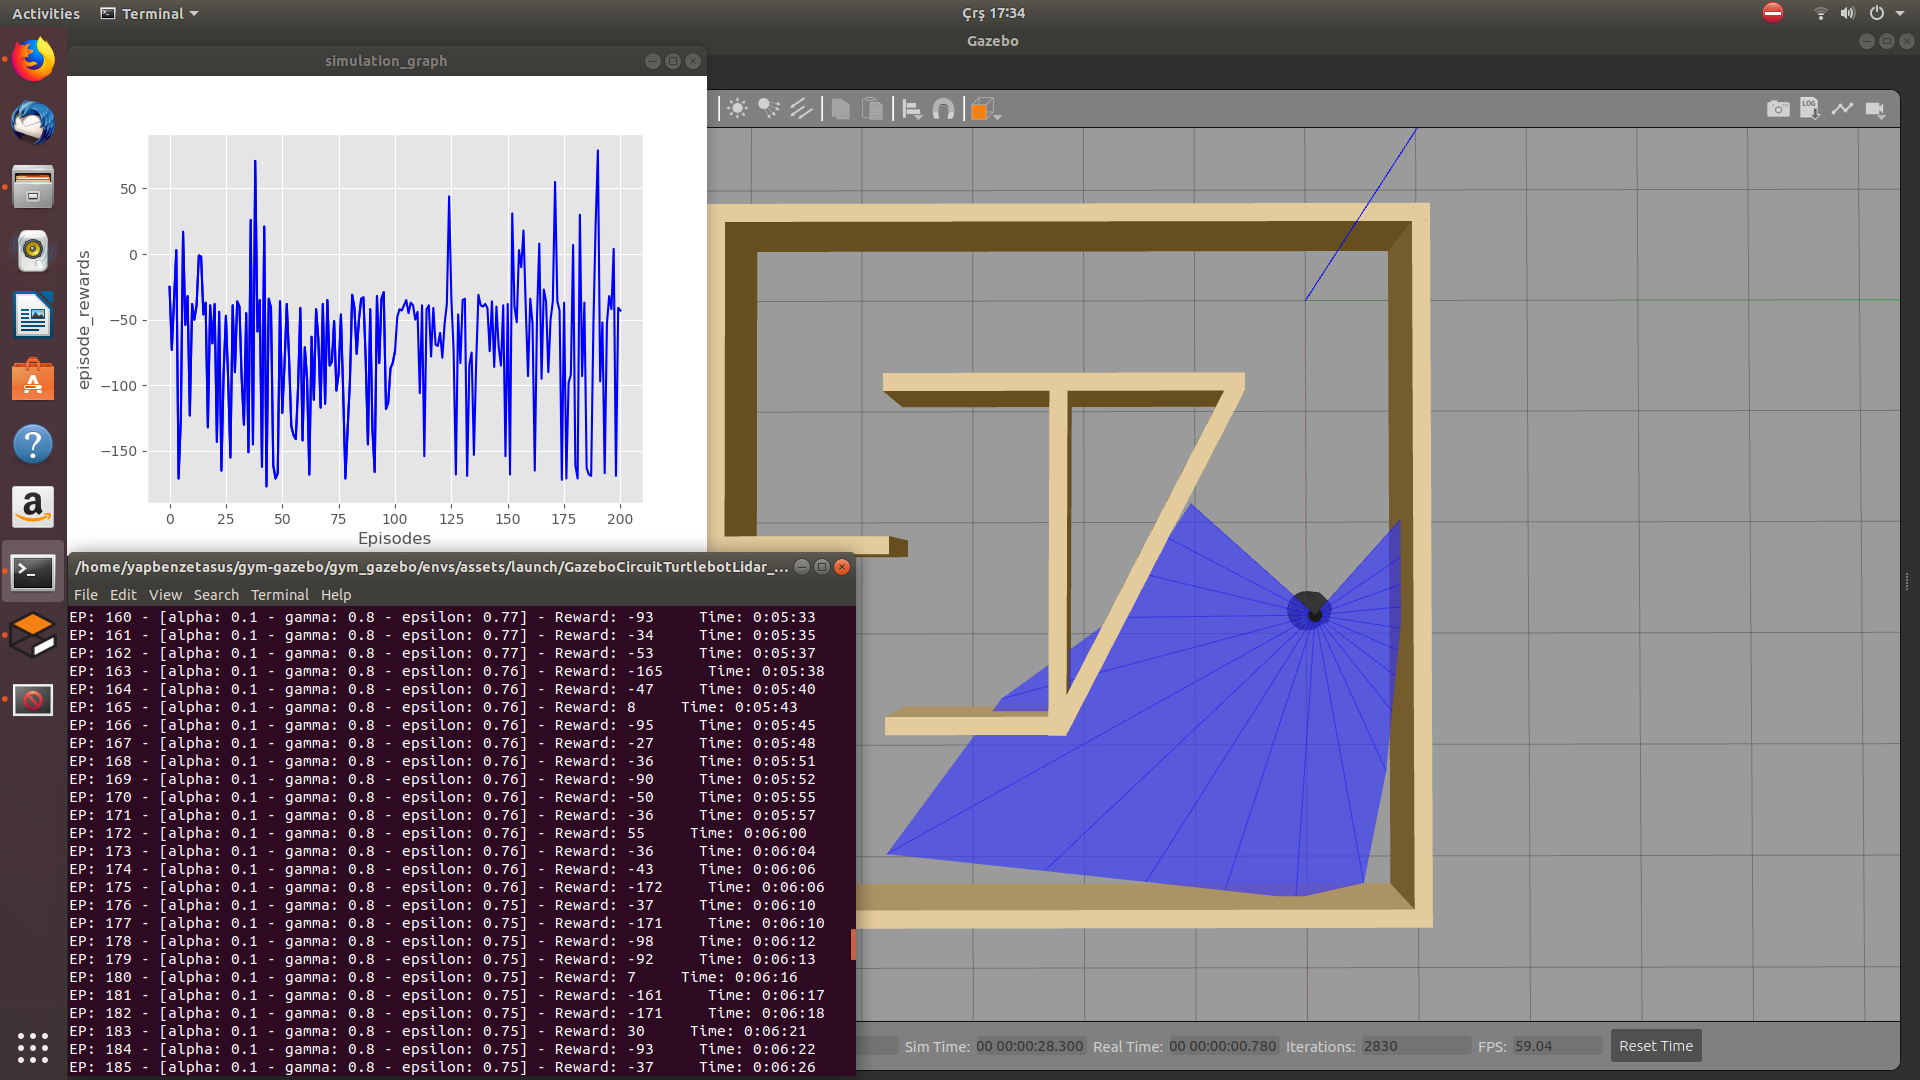 Activities
Terminal
Çrş 17:34
Gazebo
simulation_graph
LOG
50
0
−50
−100
−150
episode_rewards
0 25 50 75 100 125 150 175 200
Episodes
/home/yapbenzetasus/gym-gazebo/gym_gazebo/envs/assets/launch/GazeboCircuitTurtlebotLidar_...
File Edit View Search Terminal Help
EP: 160 - [alpha: 0.1 - gamma: 0.8 - epsilon: 0.77] - Reward: -93 Time: 0:05:33
EP: 161 - [alpha: 0.1 - gamma: 0.8 - epsilon: 0.77] - Reward: -34 Time: 0:05:35
EP: 162 - [alpha: 0.1 - gamma: 0.8 - epsilon: 0.77] - Reward: -53 Time: 0:05:37
EP: 163 - [alpha: 0.1 - gamma: 0.8 - epsilon: 0.76] - Reward: -165 Time: 0:05:38
EP: 164 - [alpha: 0.1 - gamma: 0.8 - epsilon: 0.76] - Reward: -47 Time: 0:05:40
EP: 165 - [alpha: 0.1 - gamma: 0.8 - epsilon: 0.76] - Reward: 8 Time: 0:05:43
EP: 166 - [alpha: 0.1 - gamma: 0.8 - epsilon: 0.76] - Reward: -95 Time: 0:05:45
EP: 167 - [alpha: 0.1 - gamma: 0.8 - epsilon: 0.76] - Reward: -27 Time: 0:05:48
EP: 168 - [alpha: 0.1 - gamma: 0.8 - epsilon: 0.76] - Reward: -36 Time: 0:05:51
EP: 169 - [alpha: 0.1 - gamma: 0.8 - epsilon: 0.76] - Reward: -90 Time: 0:05:52
EP: 170 - [alpha: 0.1 - gamma: 0.8 - epsilon: 0.76] - Reward: -50 Time: 0:05:55
EP: 171 - [alpha: 0.1 - gamma: 0.8 - epsilon: 0.76] - Reward: -36 Time: 0:05:57
EP: 172 - [alpha: 0.1 - gamma: 0.8 - epsilon: 0.76] - Reward: 55 Time: 0:06:00
EP: 173 - [alpha: 0.1 - gamma: 0.8 - epsilon: 0.76] - Reward: -36 Time: 0:06:04
EP: 174 - [alpha: 0.1 - gamma: 0.8 - epsilon: 0.76] - Reward: -43 Time: 0:06:06
EP: 175 - [alpha: 0.1 - gamma: 0.8 - epsilon: 0.76] - Reward: -172 Time: 0:06:06
EP: 176 - [alpha: 0.1 - gamma: 0.8 - epsilon: 0.75] - Reward: -37 Time: 0:06:10
EP: 177 - [alpha: 0.1 - gamma: 0.8 - epsilon: 0.75] - Reward: -171 Time: 0:06:10
EP: 178 - [alpha: 0.1 - gamma: 0.8 - epsilon: 0.75] - Reward: -98 Time: 0:06:12
EP: 179 - [alpha: 0.1 - gamma: 0.8 - epsilon: 0.75] - Reward: -92 Time: 0:06:13
EP: 180 - [alpha: 0.1 - gamma: 0.8 - epsilon: 0.75] - Reward: 7 Time: 0:06:16
EP: 181 - [alpha: 0.1 - gamma: 0.8 - epsilon: 0.75] - Reward: -161 Time: 0:06:17
EP: 182 - [alpha: 0.1 - gamma: 0.8 - epsilon: 0.75] - Reward: -171 Time: 0:06:18
EP: 183 - [alpha: 0.1 - gamma: 0.8 - epsilon: 0.75] - Reward: 30 Time: 0:06:21
EP: 184 - [alpha: 0.1 - gamma: 0.8 - epsilon: 0.75] - Reward: -93 Time: 0:06:22
EP: 185 - [alpha: 0.1 - gamma: 0.8 - epsilon: 0.75] - Reward: -37 Time: 0:06:26
Sim Time: 00 00:00:28.300 Real Time: 00 00:00:00.780 Iterations: 2830 FPS: 59.04 Reset Time